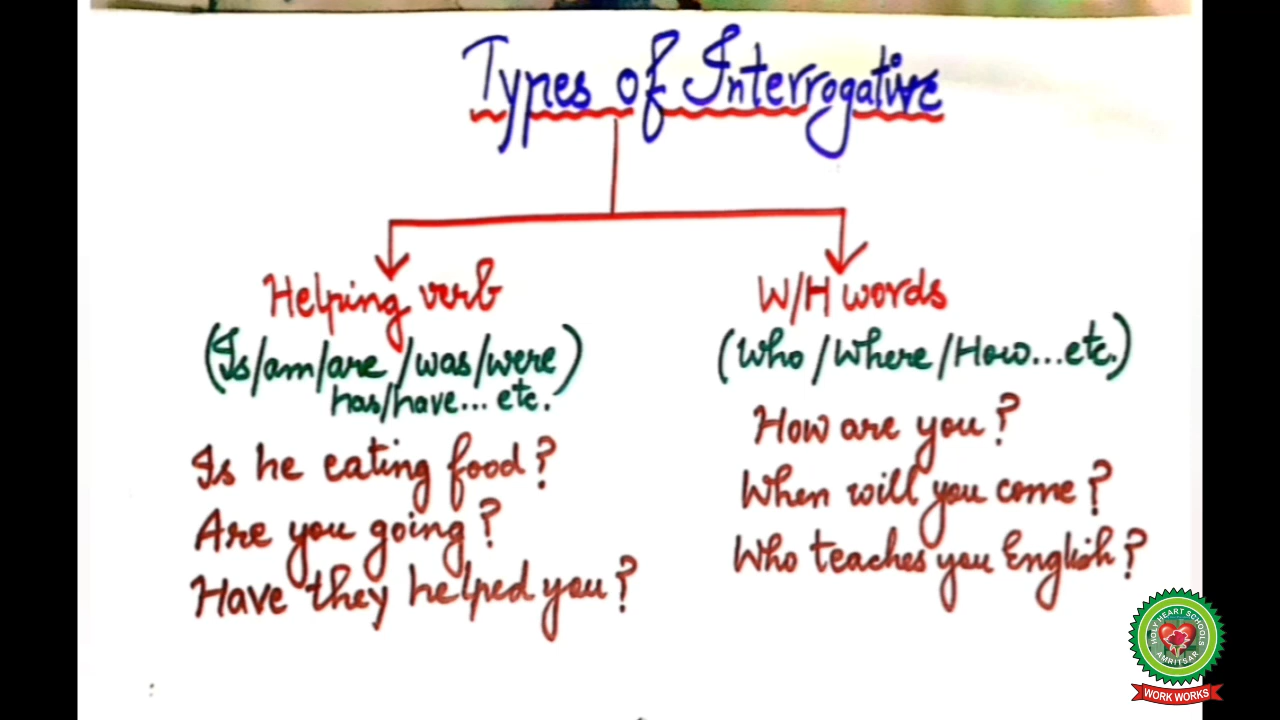 Types of Interrogative
Helping verb
(Is/am/are/was/were)
has/have... etc.
Is he eating food?
Are you going?
Have they helped you?
W/H words
(Who/Where/How...etc.)
How are you?
When will you come?
Who teaches you English?
HOLY HEART SCHOOLS
AMRITSAR
WORK WORKS